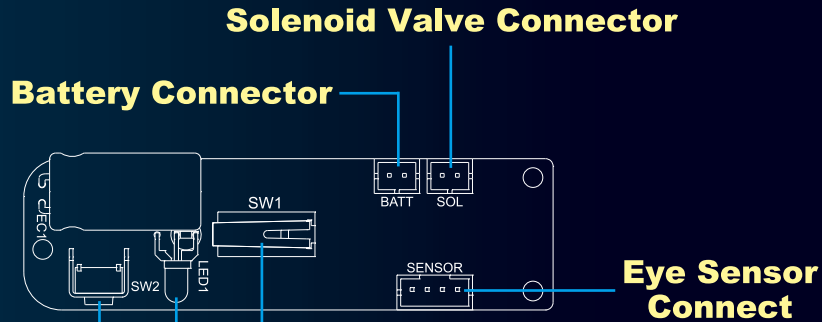 Solenoid Valve Connector
Battery Connector
SW1
BATT
SOL
EC1
LED1
SENSOR
SW2
Eye Sensor
Connect